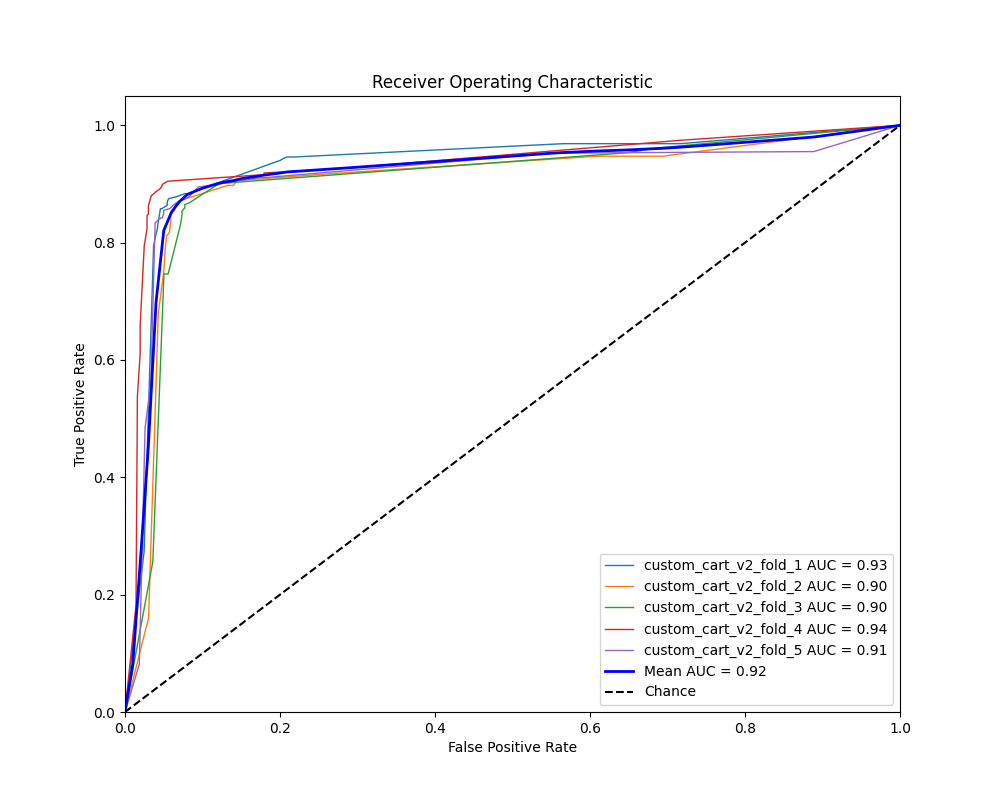 Receiver Operating Characteristic
1.0
0.8
0.6
0.4
0.2
0.0
True Positive Rate
0.0 0.2 0.4 0.6 0.8 1.0
False Positive Rate
custom_cart_v2_fold_1 AUC = 0.93
custom_cart_v2_fold_2 AUC = 0.90
custom_cart_v2_fold_3 AUC = 0.90
custom_cart_v2_fold_4 AUC = 0.94
custom_cart_v2_fold_5 AUC = 0.91
Mean AUC = 0.92
Chance